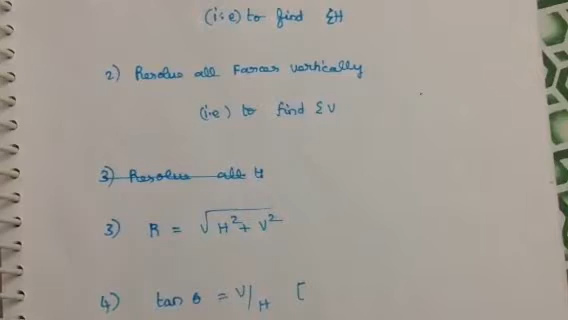 (i.e) to find ΣH
2) Resolve all Forces vertically
(i.e) to find ΣV
3) Resolve all
3) R = √H²+V²
4) tan θ = V/H [